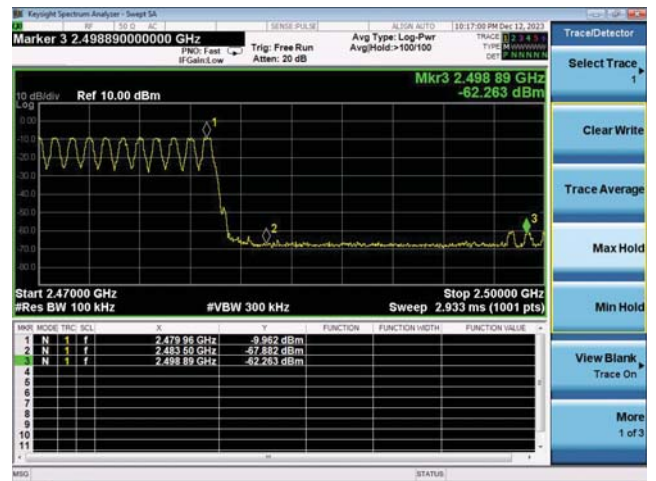 Keysight Spectrum Analyzer - Swept SA
RF 50 Ω AC SENSE:PULSE ALIGN AUTO 10:17:00 PM Dec 12, 2023
Marker 3 2.498890000000 GHz
PNO: Fast
IFGain:Low
Trig: Free Run
Atten: 20 dB
Avg Type: Log-Pwr
Avg|Hold:>100/100
TRACE 1 2 3 4 5 6
TYPE M
DET P N N N N N
Mkr3 2.498 89 GHz
-62.263 dBm
10 dB/div Ref 10.00 dBm
Log
0.00
-10.0
-20.0
-30.0
-40.0
-50.0
-60.0
-70.0
-80.0
1
2
3
Start 2.47000 GHz Stop 2.50000 GHz
#Res BW 100 kHz #VBW 300 kHz Sweep 2.933 ms (1001 pts)
MKR MODE TRC SCL X Y FUNCTION FUNCTION WIDTH FUNCTION VALUE
1 N 1 f 2.479 96 GHz -9.962 dBm
2 N 1 f 2.483 50 GHz -67.882 dBm
3 N 1 f 2.498 89 GHz -62.263 dBm
4
5
6
7
8
9
10
11
MSG STATUS
Trace/Detector
Select Trace
1
Clear Write
Trace Average
Max Hold
Min Hold
View Blank
Trace On
More
1 of 3